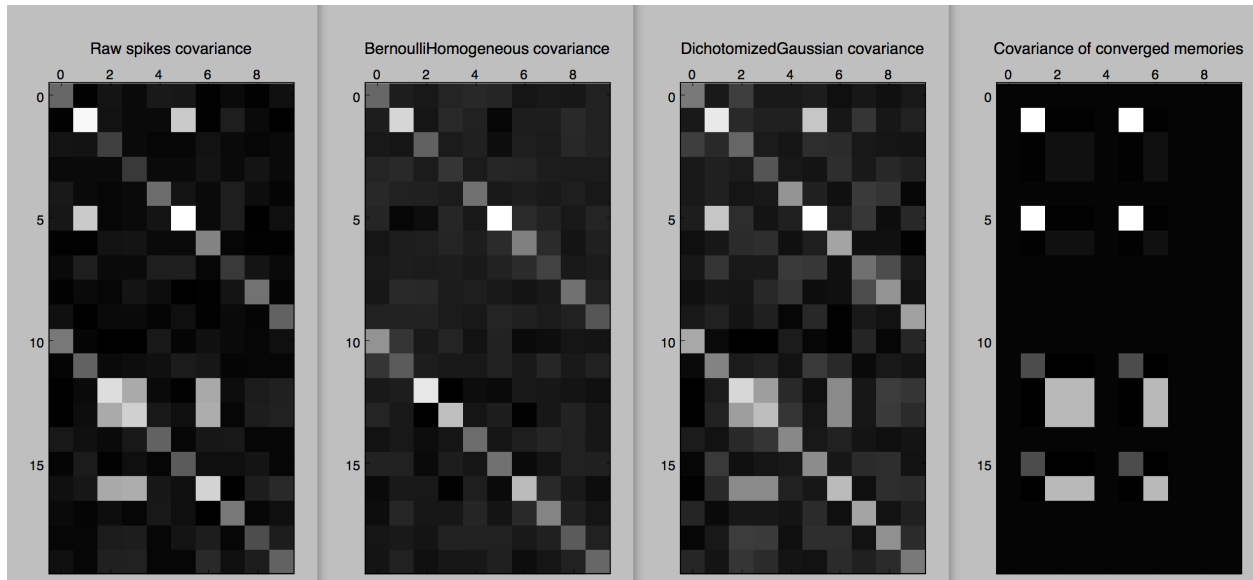 Raw spikes covariance
0 2 4 6 8
0
5
10
15
BernoulliHomogeneous covariance
0 2 4 6 8
0
5
10
15
DichotomizedGaussian covariance
0 2 4 6 8
0
5
10
15
Covariance of converged memories
0 2 4 6 8
0
5
10
15